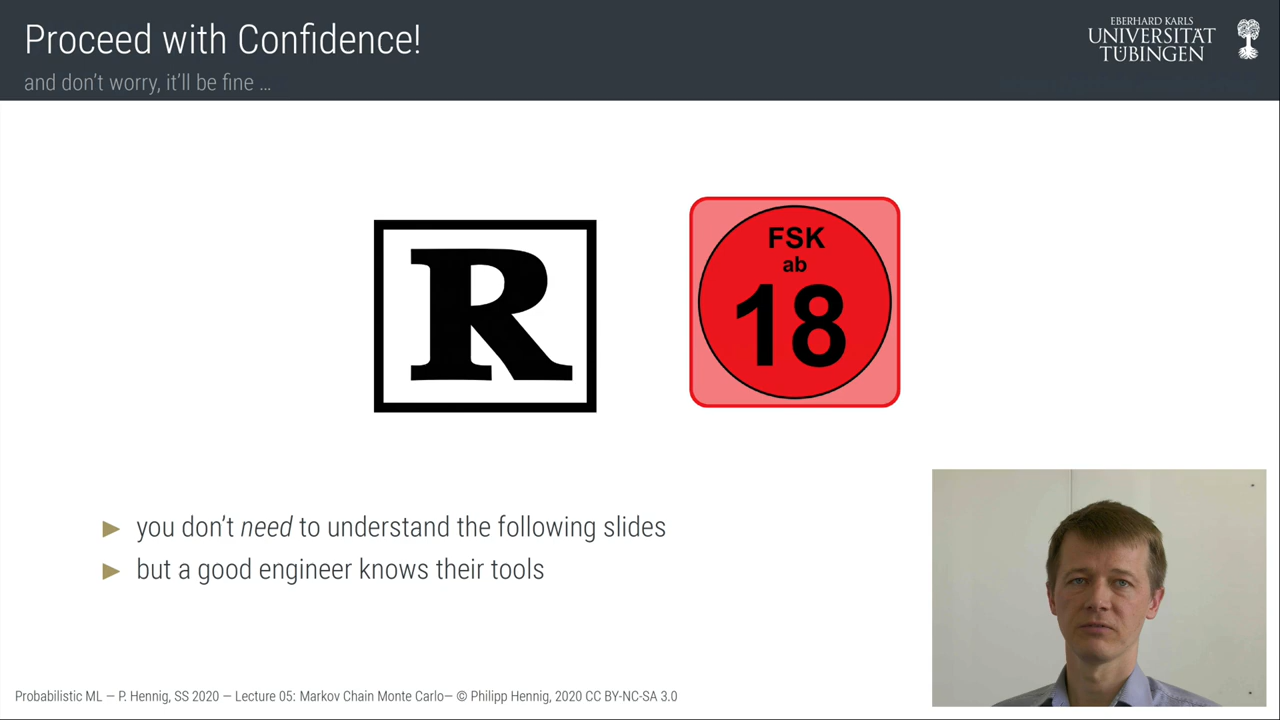 Proceed with Confidence!
and don't worry, it'll be fine ...
EBERHARD KARLS
UNIVERSITÄT
TÜBINGEN
R
FSK
ab
18
you don't need to understand the following slides
but a good engineer knows their tools
Probabilistic ML — P. Hennig, SS 2020 — Lecture 05: Markov Chain Monte Carlo— © Philipp Hennig, 2020 CC BY-NC-SA 3.0